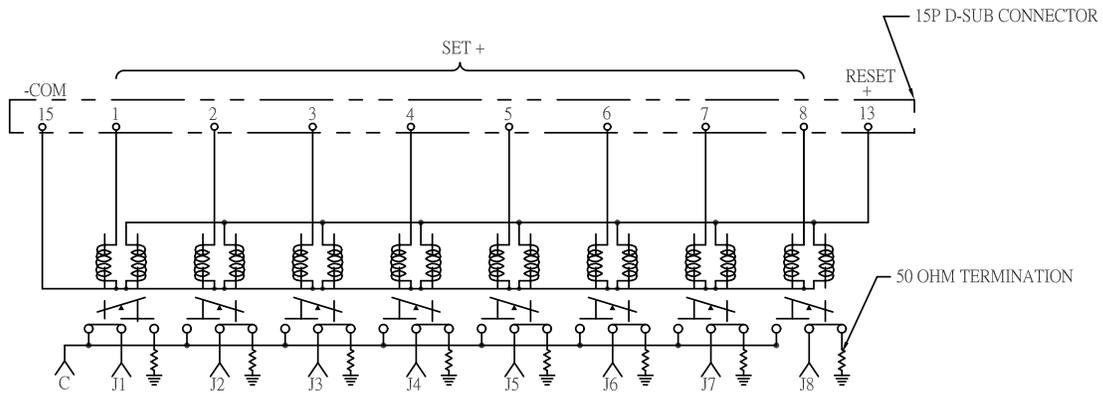 15P D-SUB CONNECTOR
SET +
-COM
RESET
+
15 1 2 3 4 5 6 7 8 13
50 OHM TERMINATION
C J1 J2 J3 J4 J5 J6 J7 J8